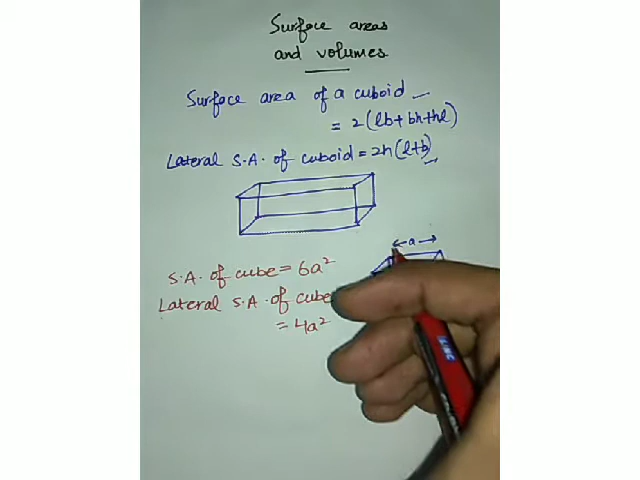 Surface areas
and volumes
Surface area of a cuboid
= 2(lb+bh+hl)
Lateral S.A. of cuboid = 2h(l+b)
a
S.A. of cube = 6a²
Lateral S.A. of cube
= 4a²
LINC